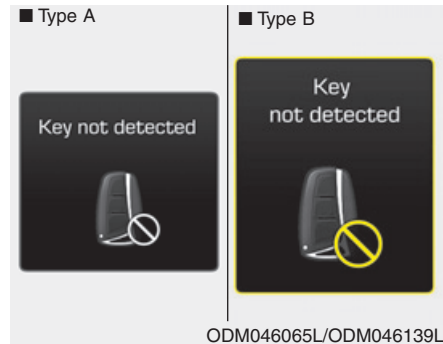 ■ Type A
Key not detected
■ Type B
Key
not detected
ODM046065L/ODM046139L